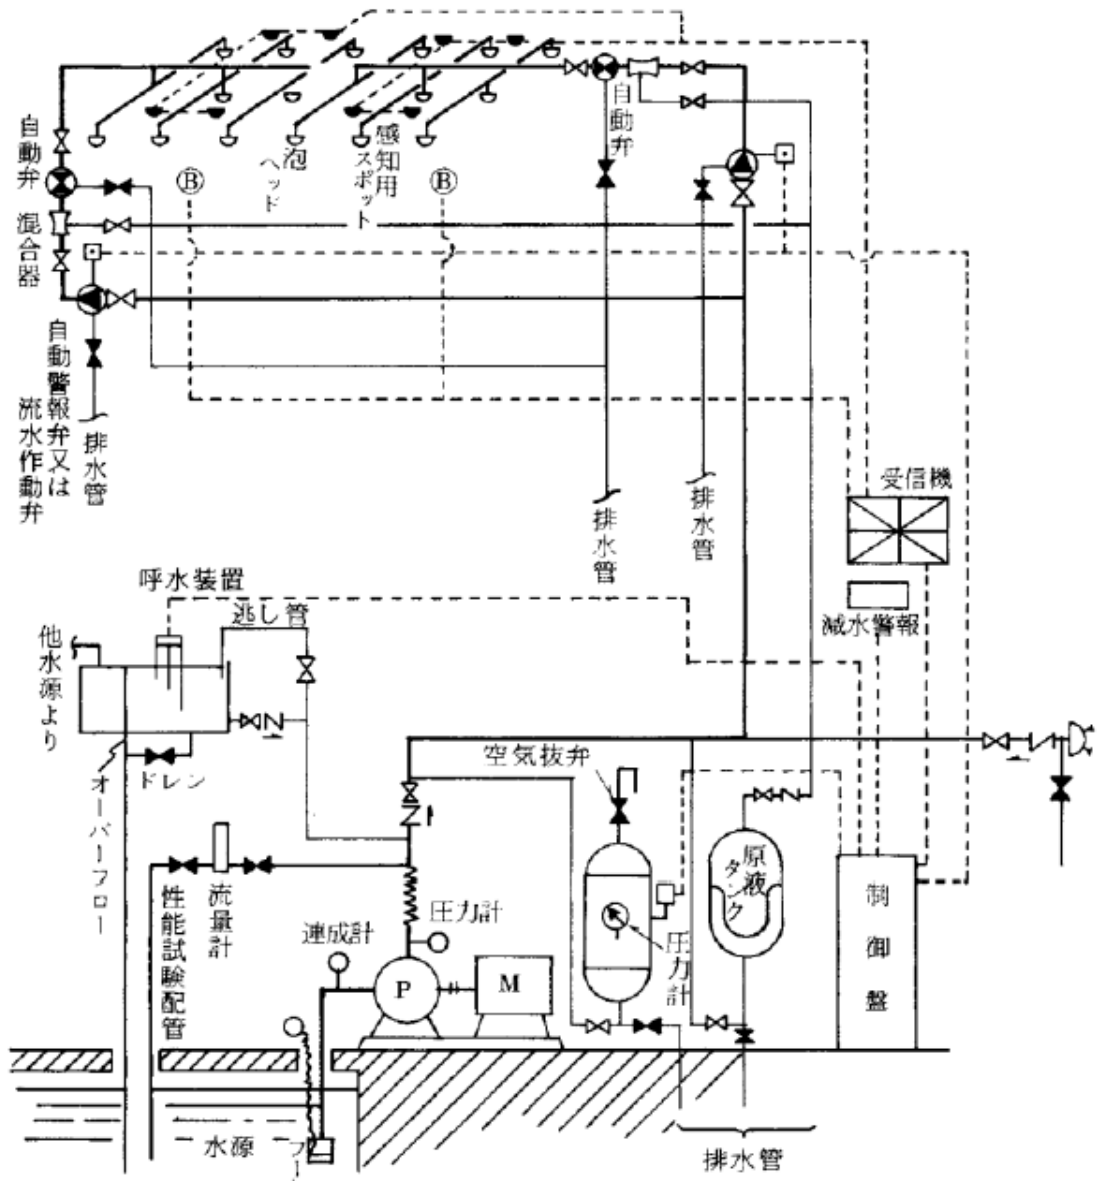 自動弁
混合器
泡
ヘッド
感知用
スポット
自動弁
B
B
自動警報弁又は
流水作動弁
排水管
排水管
排水管
受信機
減水警報
呼水装置
逃し管
他水源より
ドレン
オーバーフロー
空気抜弁
性能試験配管
流量計
連成計
圧力計
圧力計
原液
タンク
P
M
制御盤
水源
フー
排水管